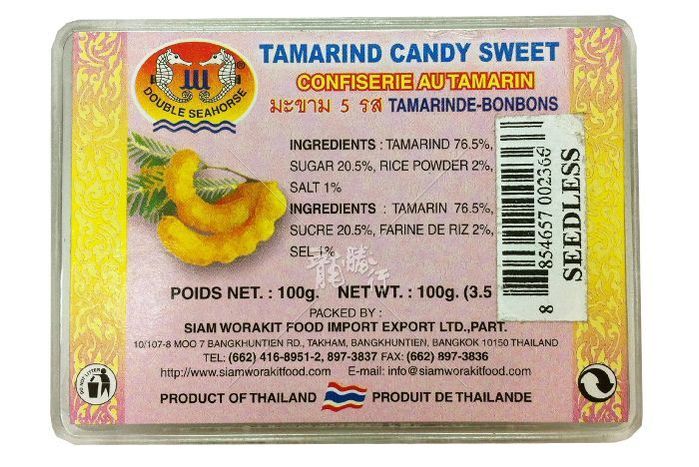 TAMARIND CANDY SWEET
CONFISERIE AU TAMARIN
มะขาม 5 รส TAMARINDE-BONBONS
JU
®
DOUBLE SEAHORSE
INGREDIENTS : TAMARIND 76.5%,
SUGAR 20.5%, RICE POWDER 2%,
SALT 1%
INGREDIENTS : TAMARIN 76.5%,
SUCRE 20.5%, FARINE DE RIZ 2%,
SEL 1%
8 854657 002366
SEEDLESS
POIDS NET. : 100g. NET WT. : 100g. (3.5
PACKED BY :
SIAM WORAKIT FOOD IMPORT EXPORT LTD.,PART.
10/107-8 MOO 7 BANGKHUNTIEN RD., TAKHAM, BANGKHUNTIEN, BANGKOK 10150 THAILAND
TEL: (662) 416-8951-2, 897-3837 FAX: (662) 897-3836
http://www.siamworakitfood.com E-mail: info@siamworakitfood.com
DO NOT LITTER
PRODUCT OF THAILAND PRODUIT DE THAILANDE